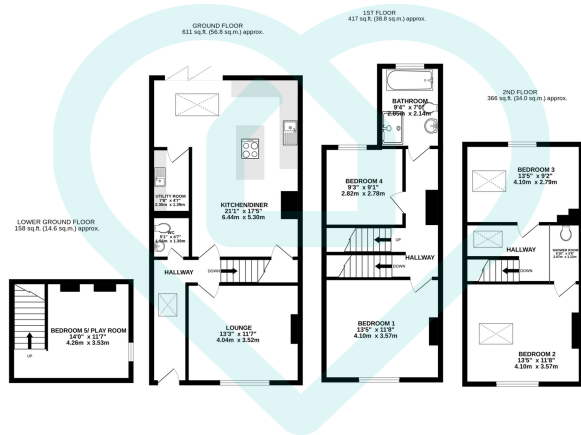 GROUND FLOOR
611 sq.ft. (56.8 sq.m.) approx.
1ST FLOOR
417 sq.ft. (38.8 sq.m.) approx.
2ND FLOOR
366 sq.ft. (34.0 sq.m.) approx.
LOWER GROUND FLOOR
158 sq.ft. (14.6 sq.m.) approx.
BEDROOM 5/ PLAY ROOM
14'0" x 11'7"
4.26m x 3.53m
UP
UTILITY ROOM
WC
KITCHEN/DINER
21'1" x 17'5"
6.44m x 5.30m
HALLWAY
DOWN
LOUNGE
13'3" x 11'7"
4.04m x 3.52m
BATHROOM
9'4" x 7'0"
2.85m x 2.14m
BEDROOM 4
9'3" x 9'1"
2.82m x 2.78m
UP
DOWN
HALLWAY
BEDROOM 1
13'5" x 11'8"
4.10m x 3.57m
BEDROOM 3
13'5" x 9'2"
4.10m x 2.79m
HALLWAY
SHOWER ROOM
DOWN
BEDROOM 2
13'5" x 11'8"
4.10m x 3.57m